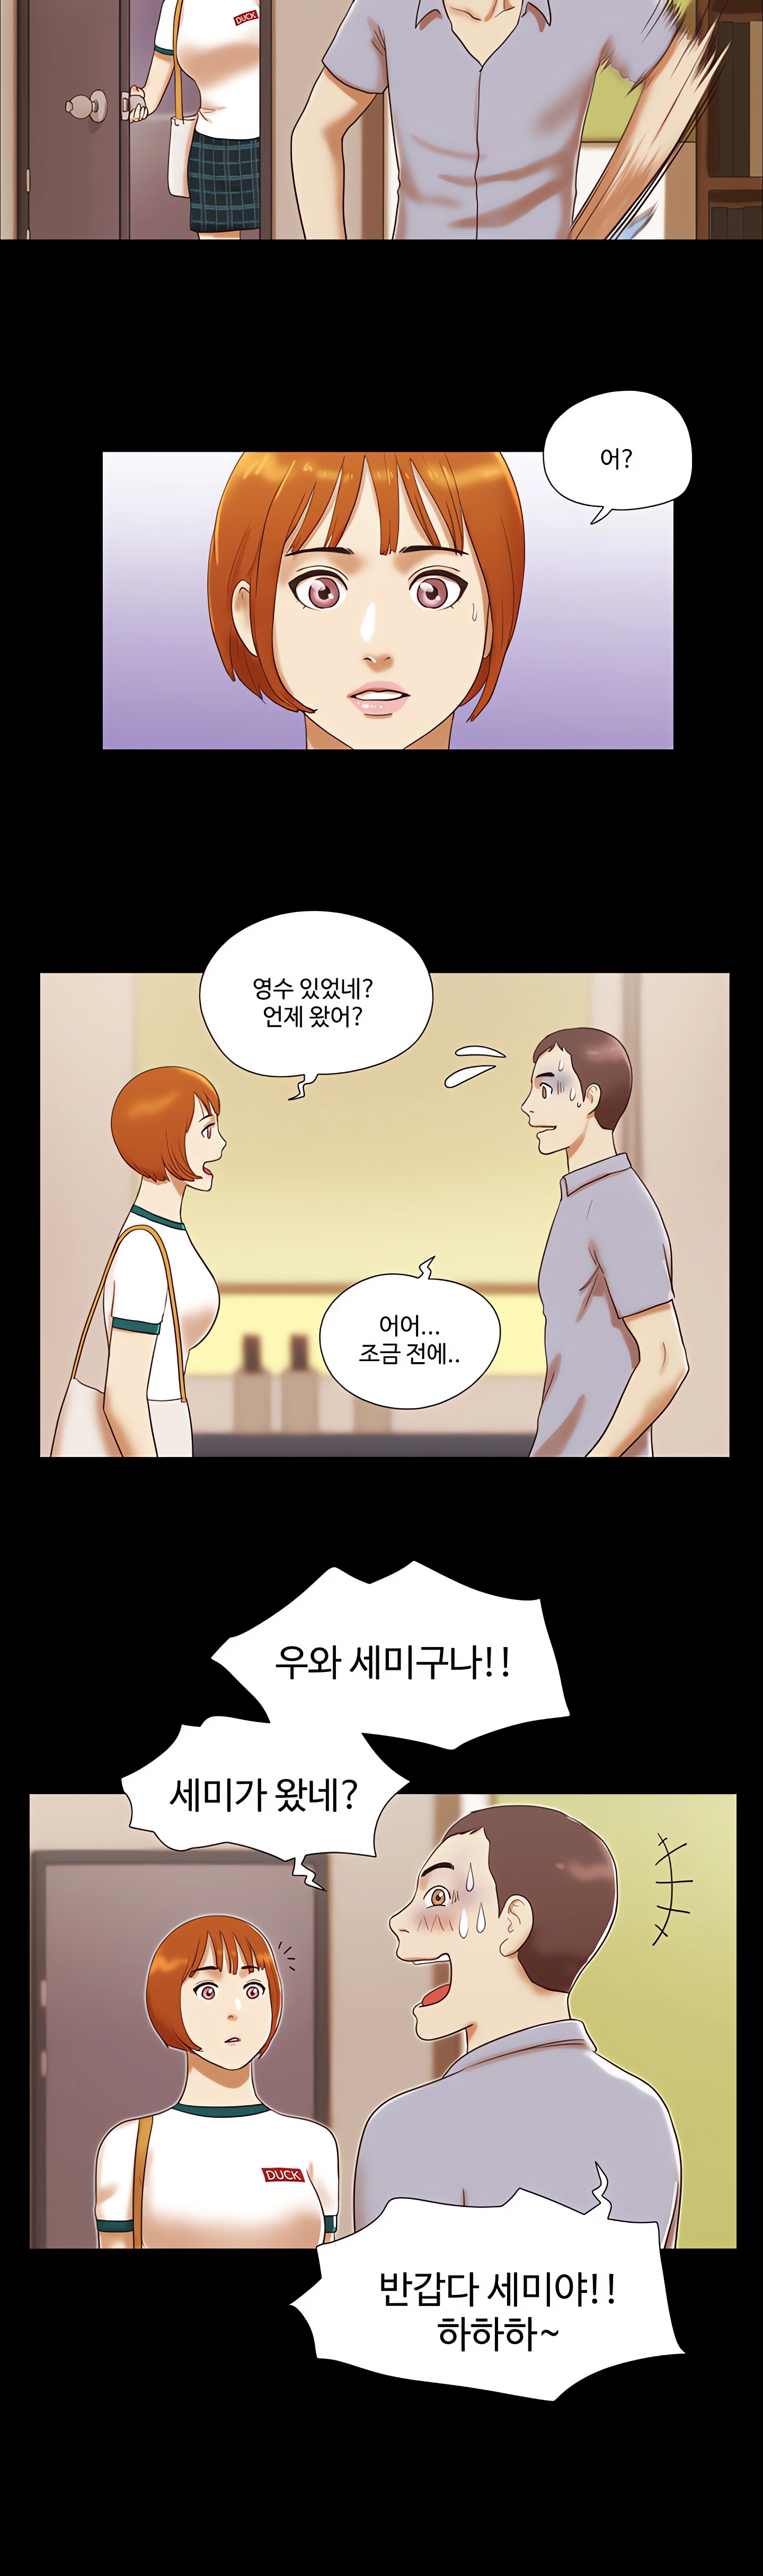 DUCK
어?
영수 있었네?
언제 왔어?
어어...
조금 전에..
우와 세미구나!!
세미가 왔네?
DUCK
반갑다 세미야!!
하하하~